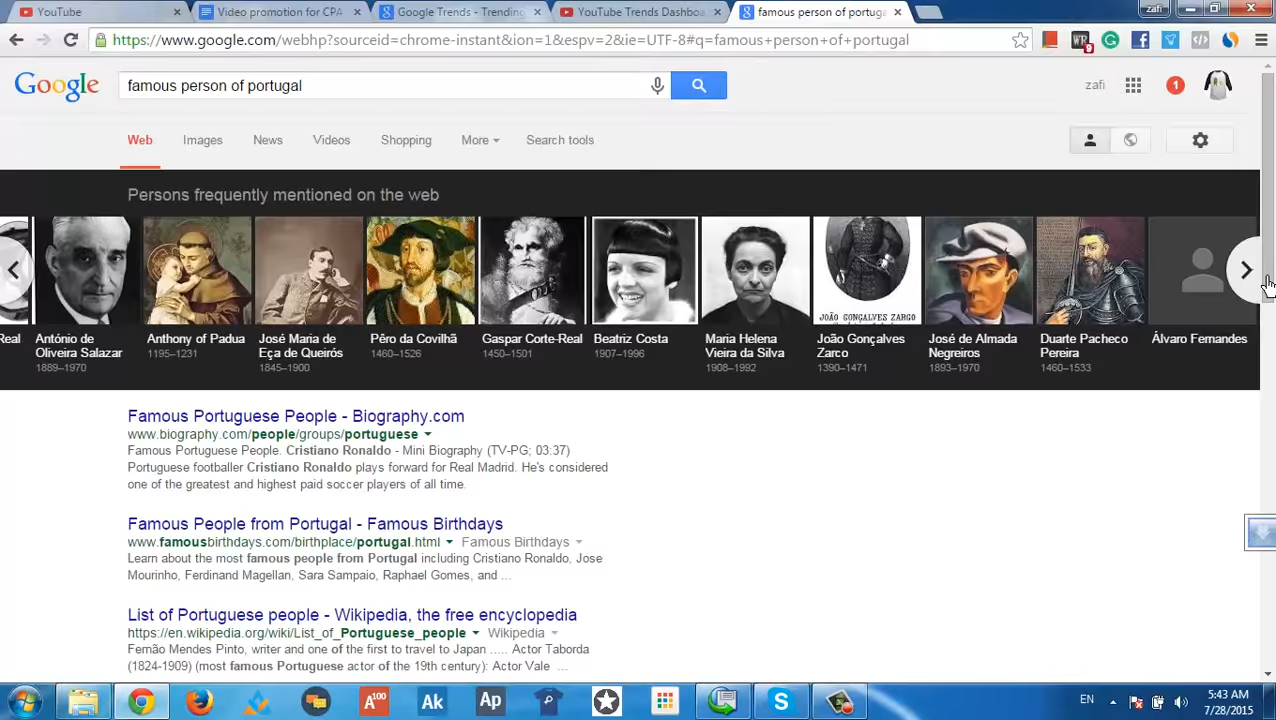 zafi
YouTube
Video promotion for CPA
Google Trends - Trending
YouTube Trends Dashboa
famous person of portuga
https://www.google.com/webhp?sourceid=chrome-instant&ion=1&espv=2&ie=UTF-8#q=famous+person+of+portugal
WR
9
Google
famous person of portugal
zafi
1
Web
Images
News
Videos
Shopping
More
Search tools
Persons frequently mentioned on the web
JOÃO GONÇALVES ZARGO
Real
António de
Oliveira Salazar
1889–1970
Anthony of Padua
1195–1231
José Maria de
Eça de Queirós
1845–1900
Pêro da Covilhã
1460–1526
Gaspar Corte-Real
1450–1501
Beatriz Costa
1907–1996
Maria Helena
Vieira da Silva
1908–1992
João Gonçalves
Zarco
1390–1471
José de Almada
Negreiros
1893–1970
Duarte Pacheco
Pereira
1460–1533
Álvaro Fernandes
Famous Portuguese People - Biography.com
www.biography.com/people/groups/portuguese
Famous Portuguese People. Cristiano Ronaldo - Mini Biography (TV-PG; 03:37)
Portuguese footballer Cristiano Ronaldo plays forward for Real Madrid. He's considered
one of the greatest and highest paid soccer players of all time.
Famous People from Portugal - Famous Birthdays
www.famousbirthdays.com/birthplace/portugal.html Famous Birthdays
Learn about the most famous people from Portugal including Cristiano Ronaldo, Jose
Mourinho, Ferdinand Magellan, Sara Sampaio, Raphael Gomes, and ...
List of Portuguese people - Wikipedia, the free encyclopedia
https://en.wikipedia.org/wiki/List_of_Portuguese_people Wikipedia
Fernão Mendes Pinto, writer and one of the first to travel to Japan ..... Actor Taborda
(1824-1909) (most famous Portuguese actor of the 19th century): Actor Vale ...
A100
Ak
Ap
S
EN
5:43 AM
7/28/2015